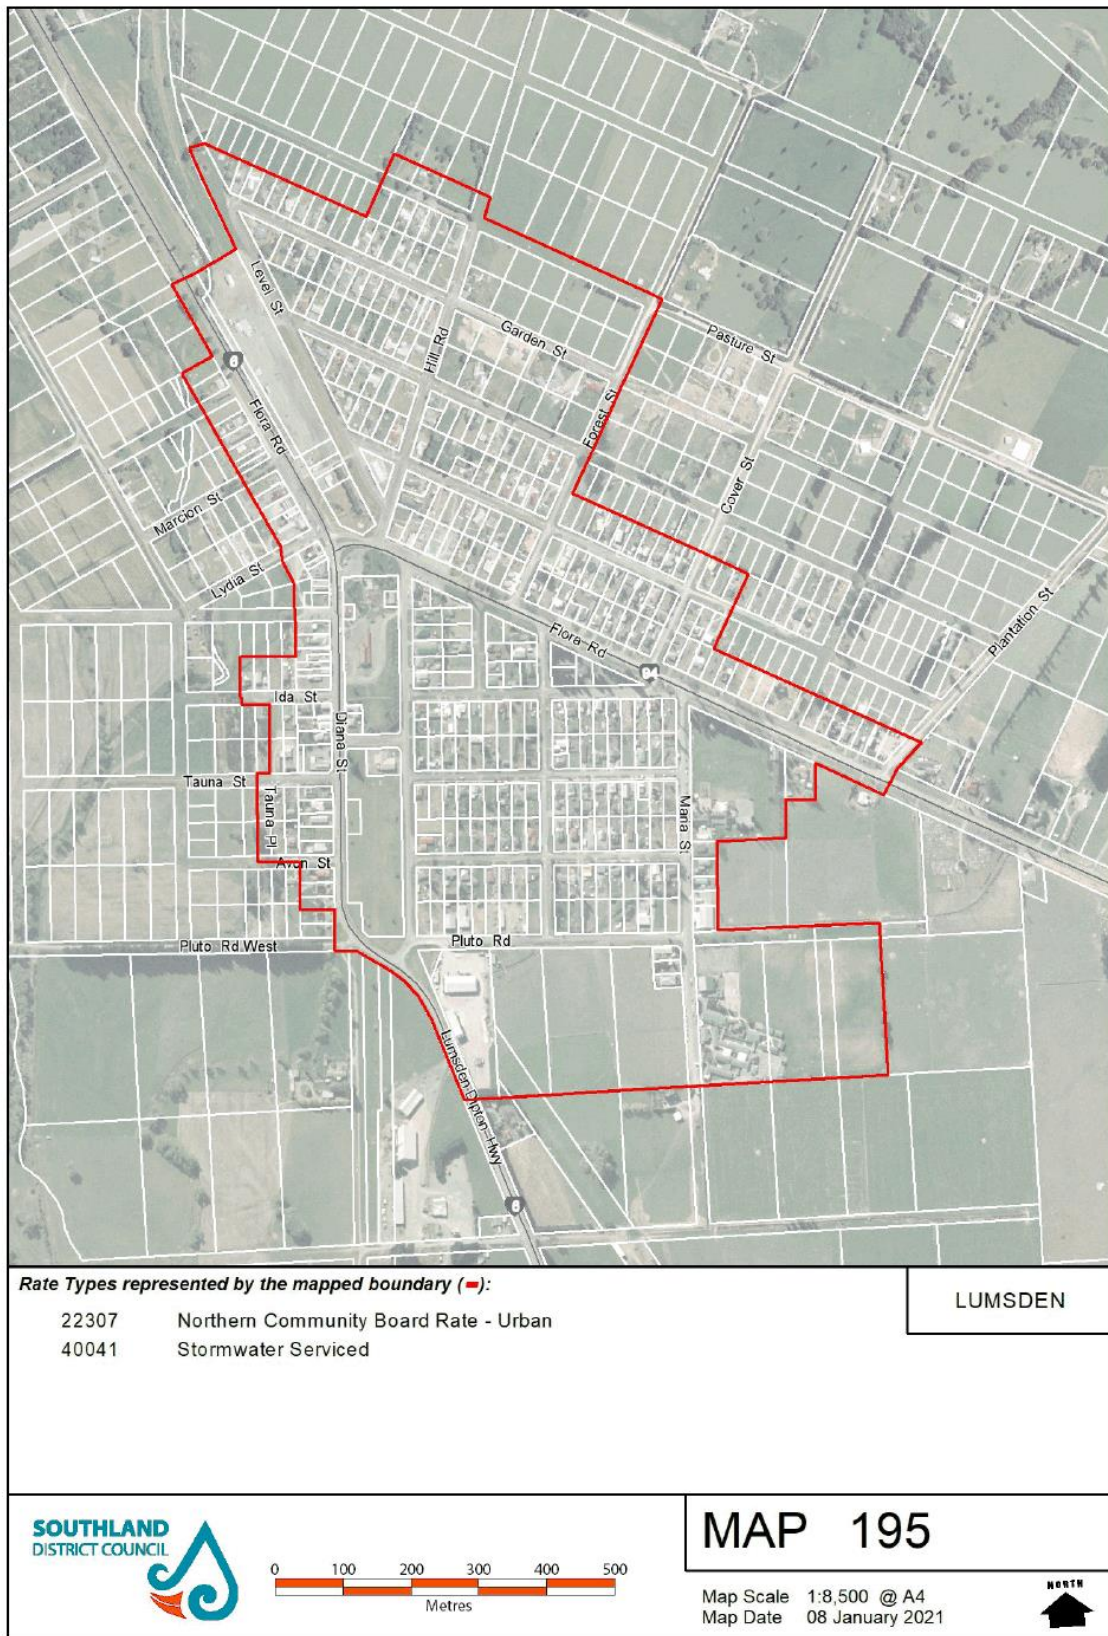 Level St
Hill Rd
Garden St
Pasture St
6
Flora Rd
Forest St
Cover St
Marcion St
Lydia St
Plantation St
Flora Rd
94
Ida St
Diana St
Tauna St
Tauna Pl
Maria St
Avon St
Pluto Rd West
Pluto Rd
Lumsden-Dipton Hwy
6
Rate Types represented by the mapped boundary (-):
LUMSDEN
22307 Northern Community Board Rate - Urban
40041 Stormwater Serviced
SOUTHLAND
DISTRICT COUNCIL
0 100 200 300 400 500
Metres
MAP 195
Map Scale 1:8,500 @ A4
Map Date 08 January 2021
NORTH